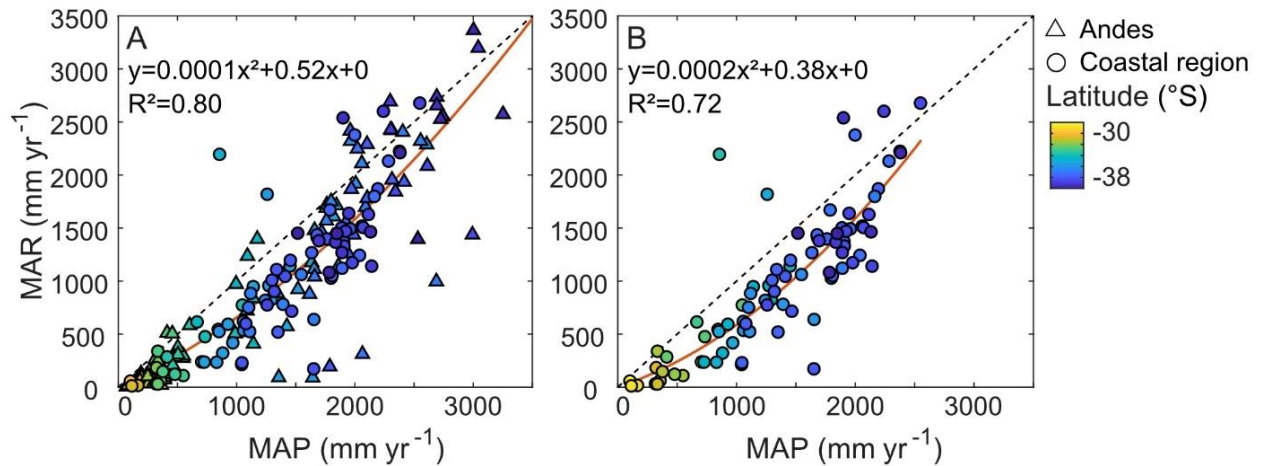 A
y=0.0001x²+0.52x+0
R²=0.80
3500
3000
2500
2000
1500
1000
500
0
MAR (mm yr⁻¹)
0 1000 2000 3000
MAP (mm yr⁻¹)
B
y=0.0002x²+0.38x+0
R²=0.72
3500
3000
2500
2000
1500
1000
500
0
0 1000 2000 3000
MAP (mm yr⁻¹)
Andes
Coastal region
Latitude (°S)
-30
-38